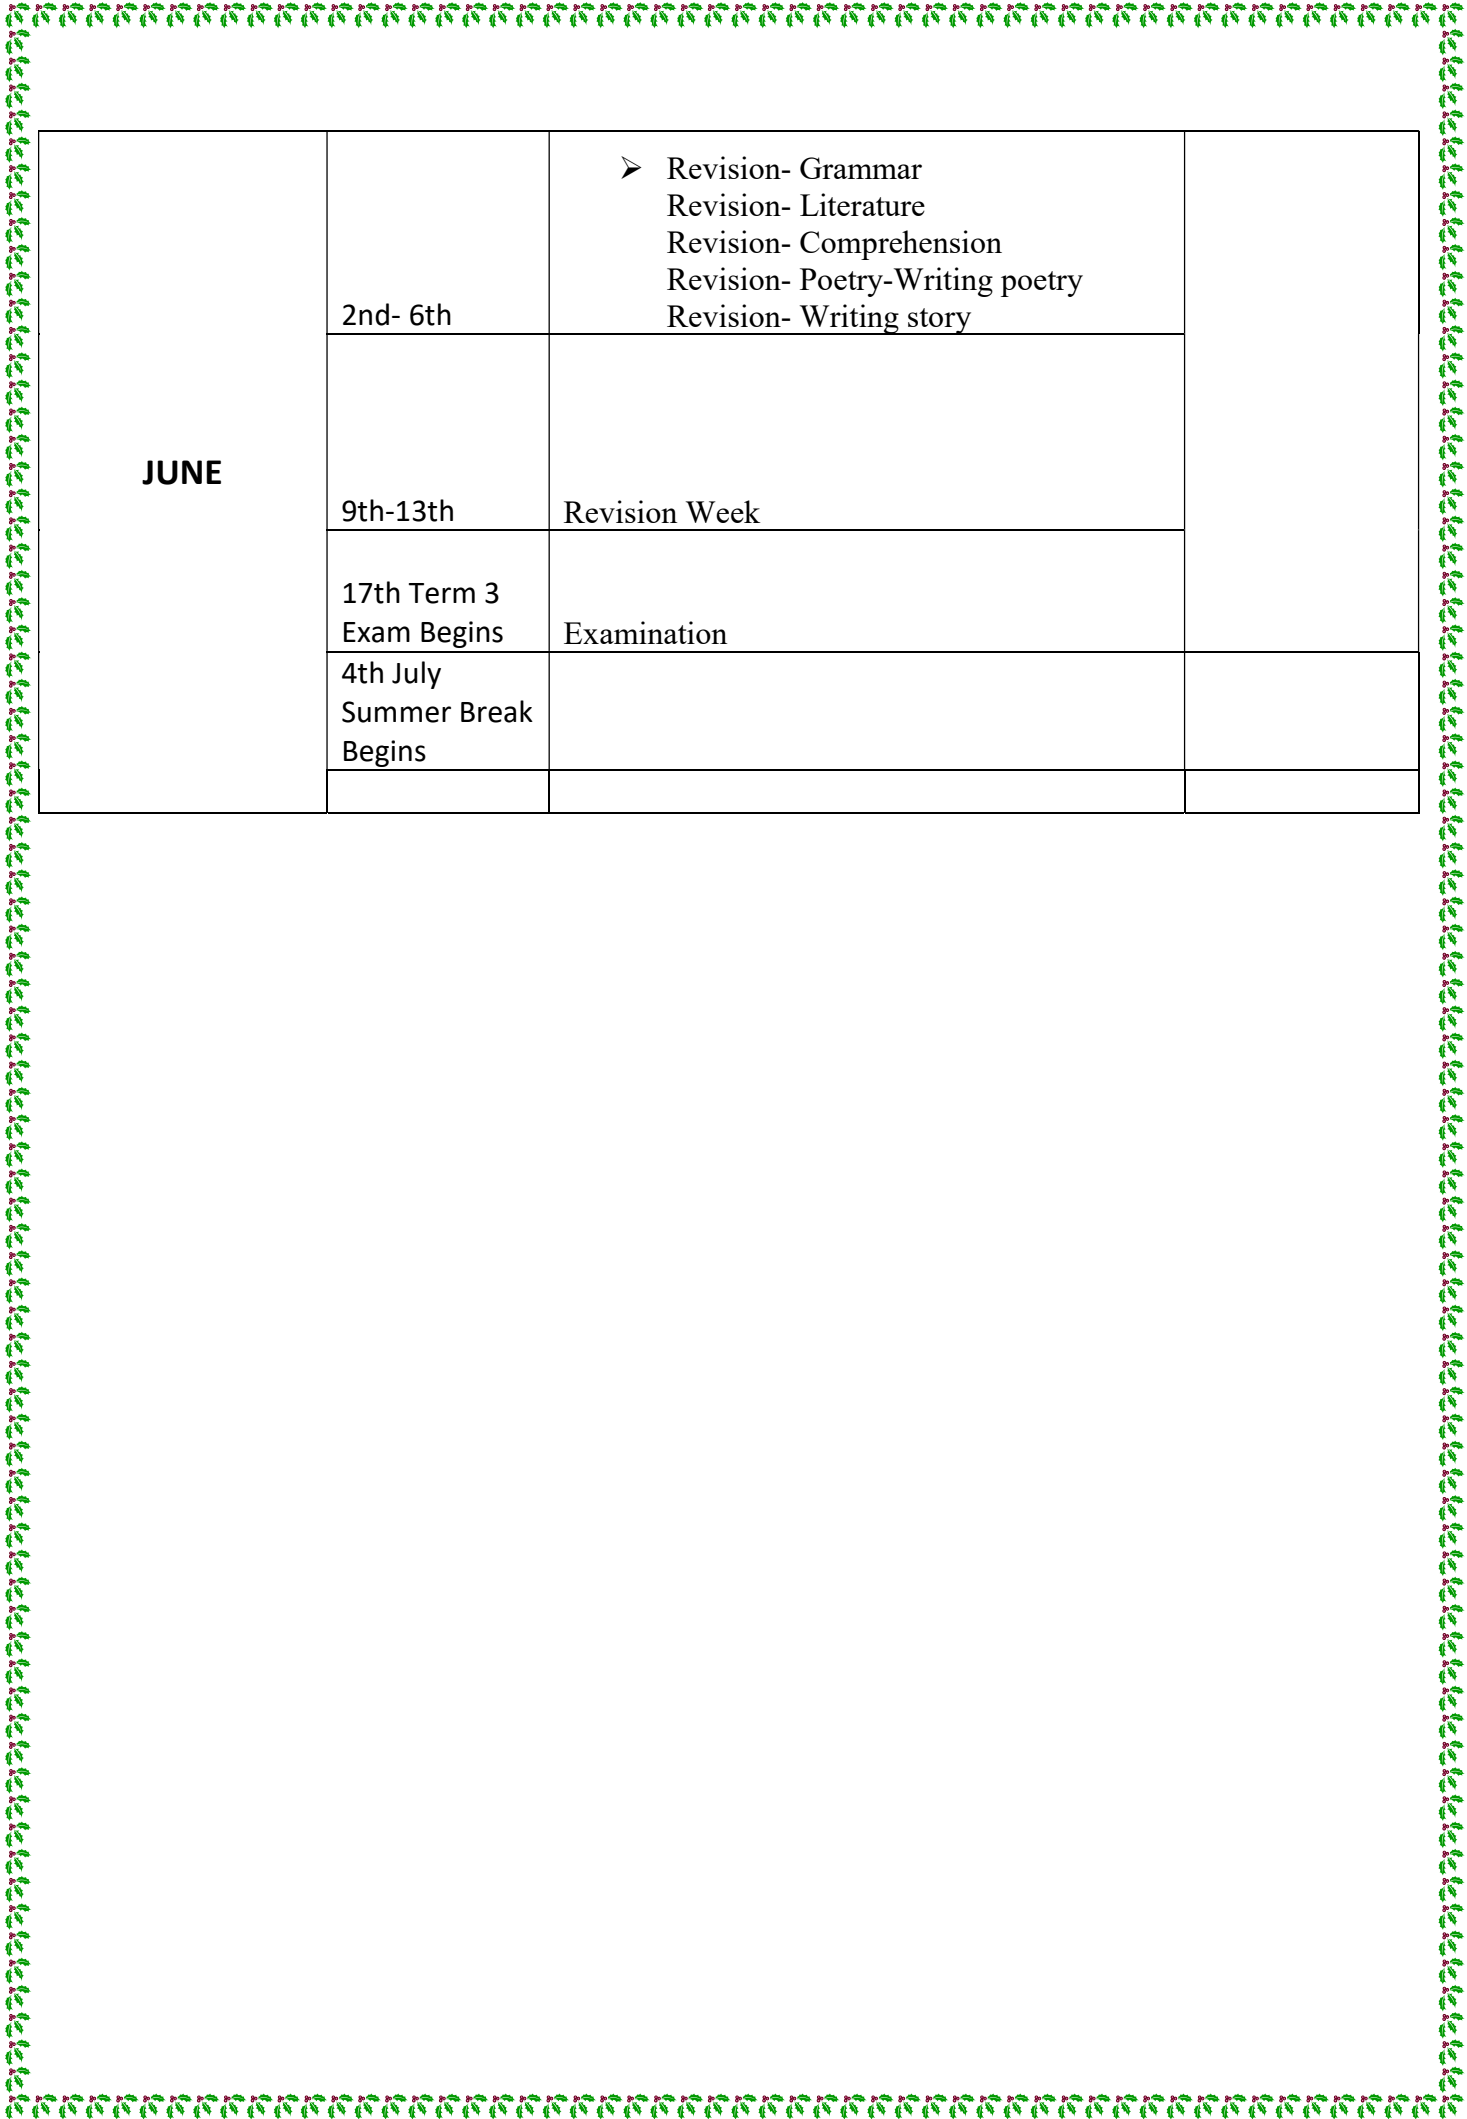 ➢ Revision- Grammar
Revision- Literature
Revision- Comprehension
Revision- Poetry-Writing poetry
2nd- 6th Revision- Writing story
JUNE
9th-13th Revision Week
17th Term 3
Exam Begins Examination
4th July
Summer Break
Begins